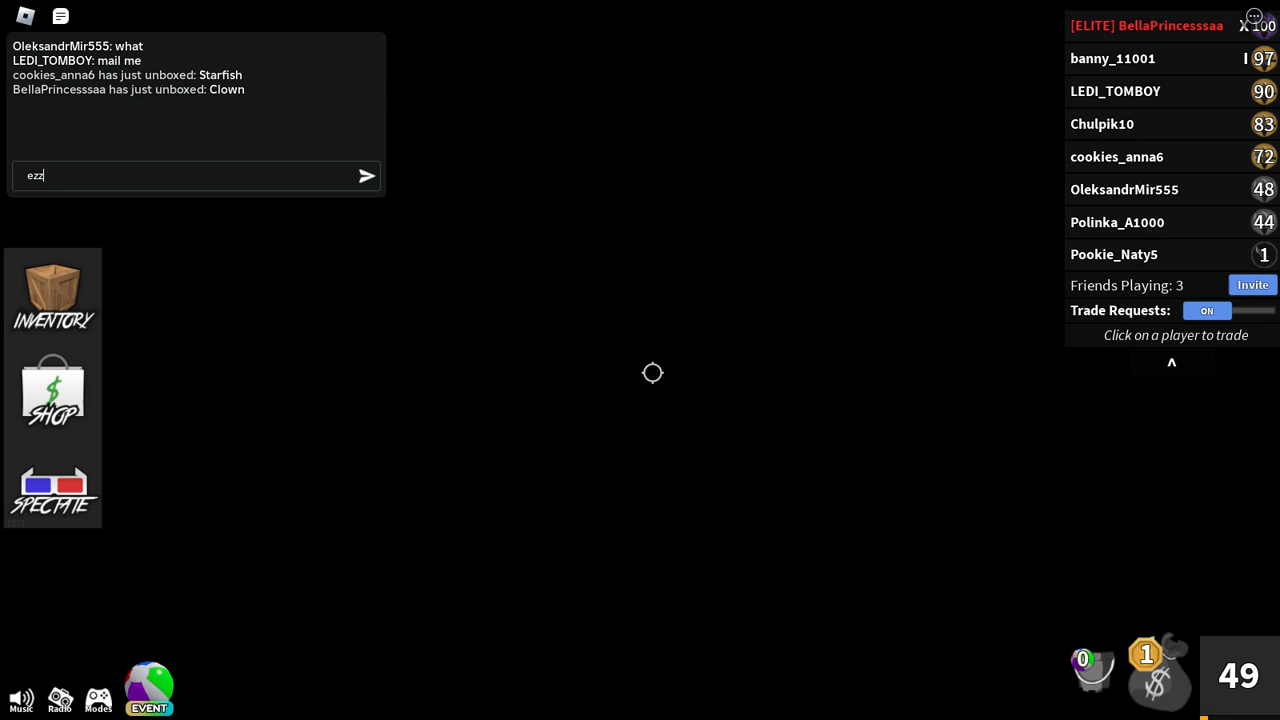 OleksandrMir555: what
LEDI_TOMBOY: mail me
cookies_anna6 has just unboxed: Starfish
BellaPrincesssaa has just unboxed: Clown
ezz
INVENTORY
$
SHOP
SPECTATE
1371
Music
Radio
Modes
EVENT
[ELITE] BellaPrincesssaa X 100
banny_11001 I 97
LEDI_TOMBOY 90
Chulpik10 83
cookies_anna6 72
OleksandrMir555 48
Polinka_A1000 44
Pookie_Naty5 1
Friends Playing: 3 Invite
Trade Requests: ON
Click on a player to trade
^
0
1
$
49